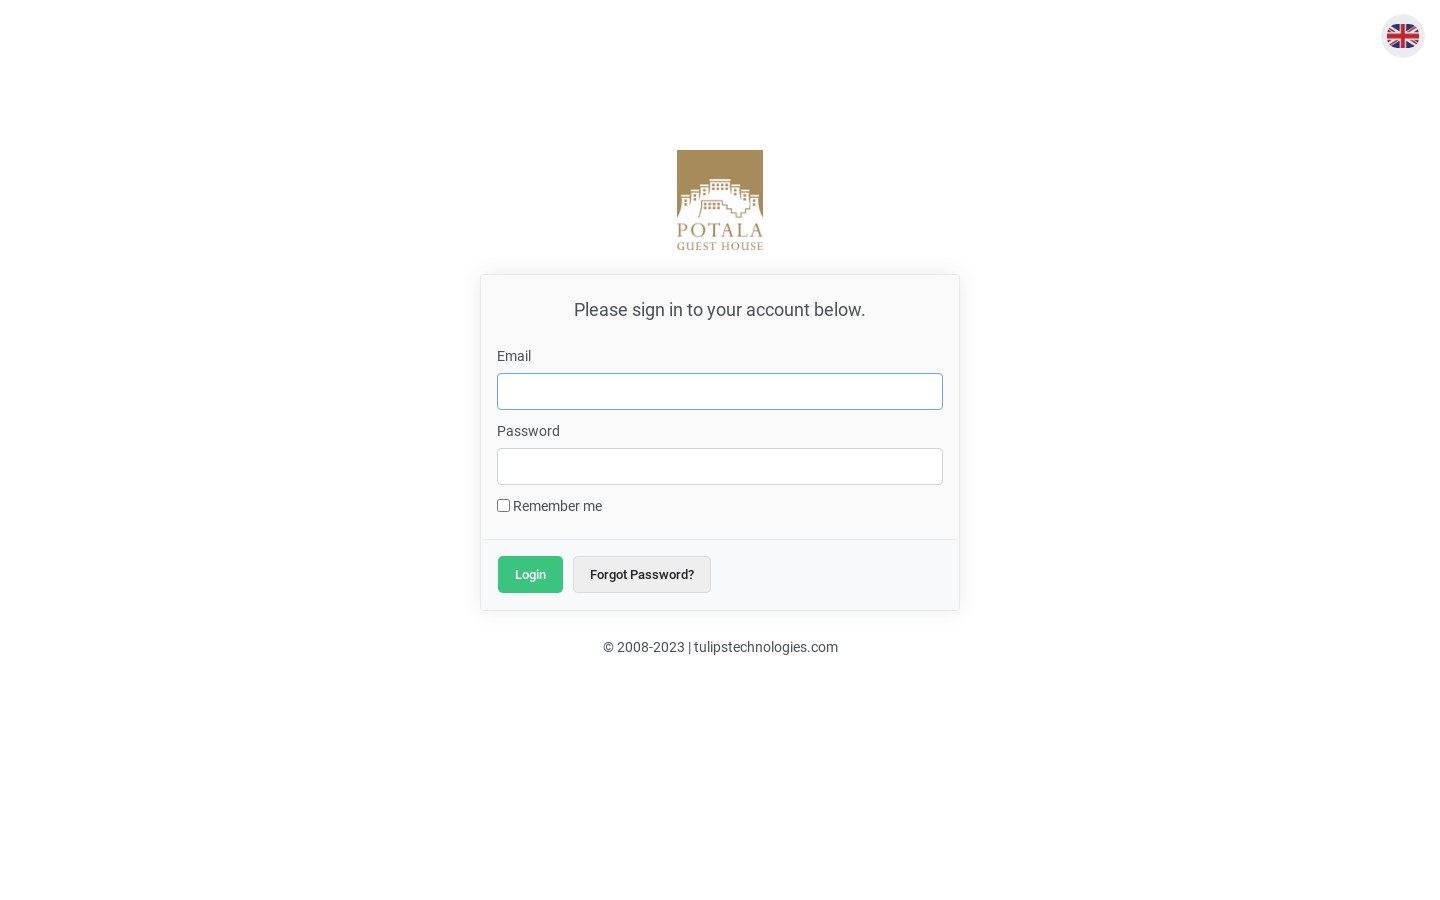 POTALA
GUEST HOUSE
Please sign in to your account below.
Email
Password
Remember me
Login
Forgot Password?
© 2008-2023 | tulipstechnologies.com